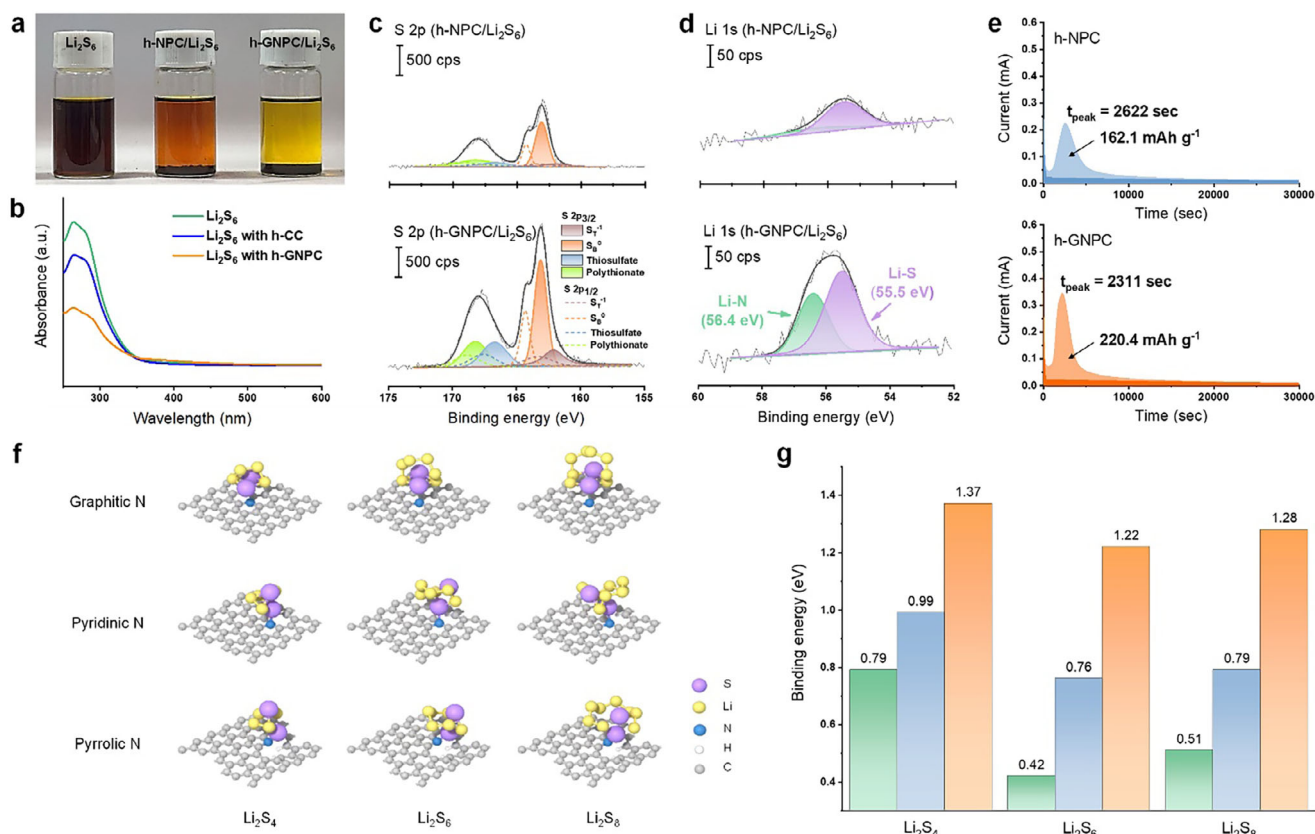 a
Li₂S₆
h-NPC/Li₂S₆
h-GNPC/Li₂S₆
b
Absorbance (a.u.)
Li₂S₆
Li₂S₆ with h-CC
Li₂S₆ with h-GNPC
300 400 500 600
Wavelength (nm)
c
S 2p (h-NPC/Li₂S₆)
500 cps
S 2p (h-GNPC/Li₂S₆)
500 cps
S 2p3/2
S_T⁻¹
S_B⁰
Thiosulfate
Polythionate
S 2p1/2
S_T⁻¹
S_B⁰
Thiosulfate
Polythionate
175 170 165 160 155
Binding energy (eV)
d
Li 1s (h-NPC/Li₂S₆)
50 cps
Li 1s (h-GNPC/Li₂S₆)
50 cps
Li-N
(56.4 eV)
Li-S
(55.5 eV)
60 58 56 54 52
Binding energy (eV)
e
h-NPC
Current (mA)
0.6
0.5
0.4
0.3
0.2
0.1
0.0
t_peak = 2622 sec
162.1 mAh g⁻¹
0 10000 20000 30000
Time (sec)
h-GNPC
Current (mA)
0.6
0.5
0.4
0.3
0.2
0.1
0.0
t_peak = 2311 sec
220.4 mAh g⁻¹
0 10000 20000 30000
Time (sec)
f
Graphitic N
Pyridinic N
Pyrrolic N
Li₂S₄
Li₂S₆
Li₂S₈
S
Li
N
H
C
g
Binding energy (eV)
1.4
1.2
1.0
0.8
0.6
0.4
0.79
0.99
1.37
0.42
0.76
1.22
0.51
0.79
1.28
Li₂S₄
Li₂S₆
Li₂S₈